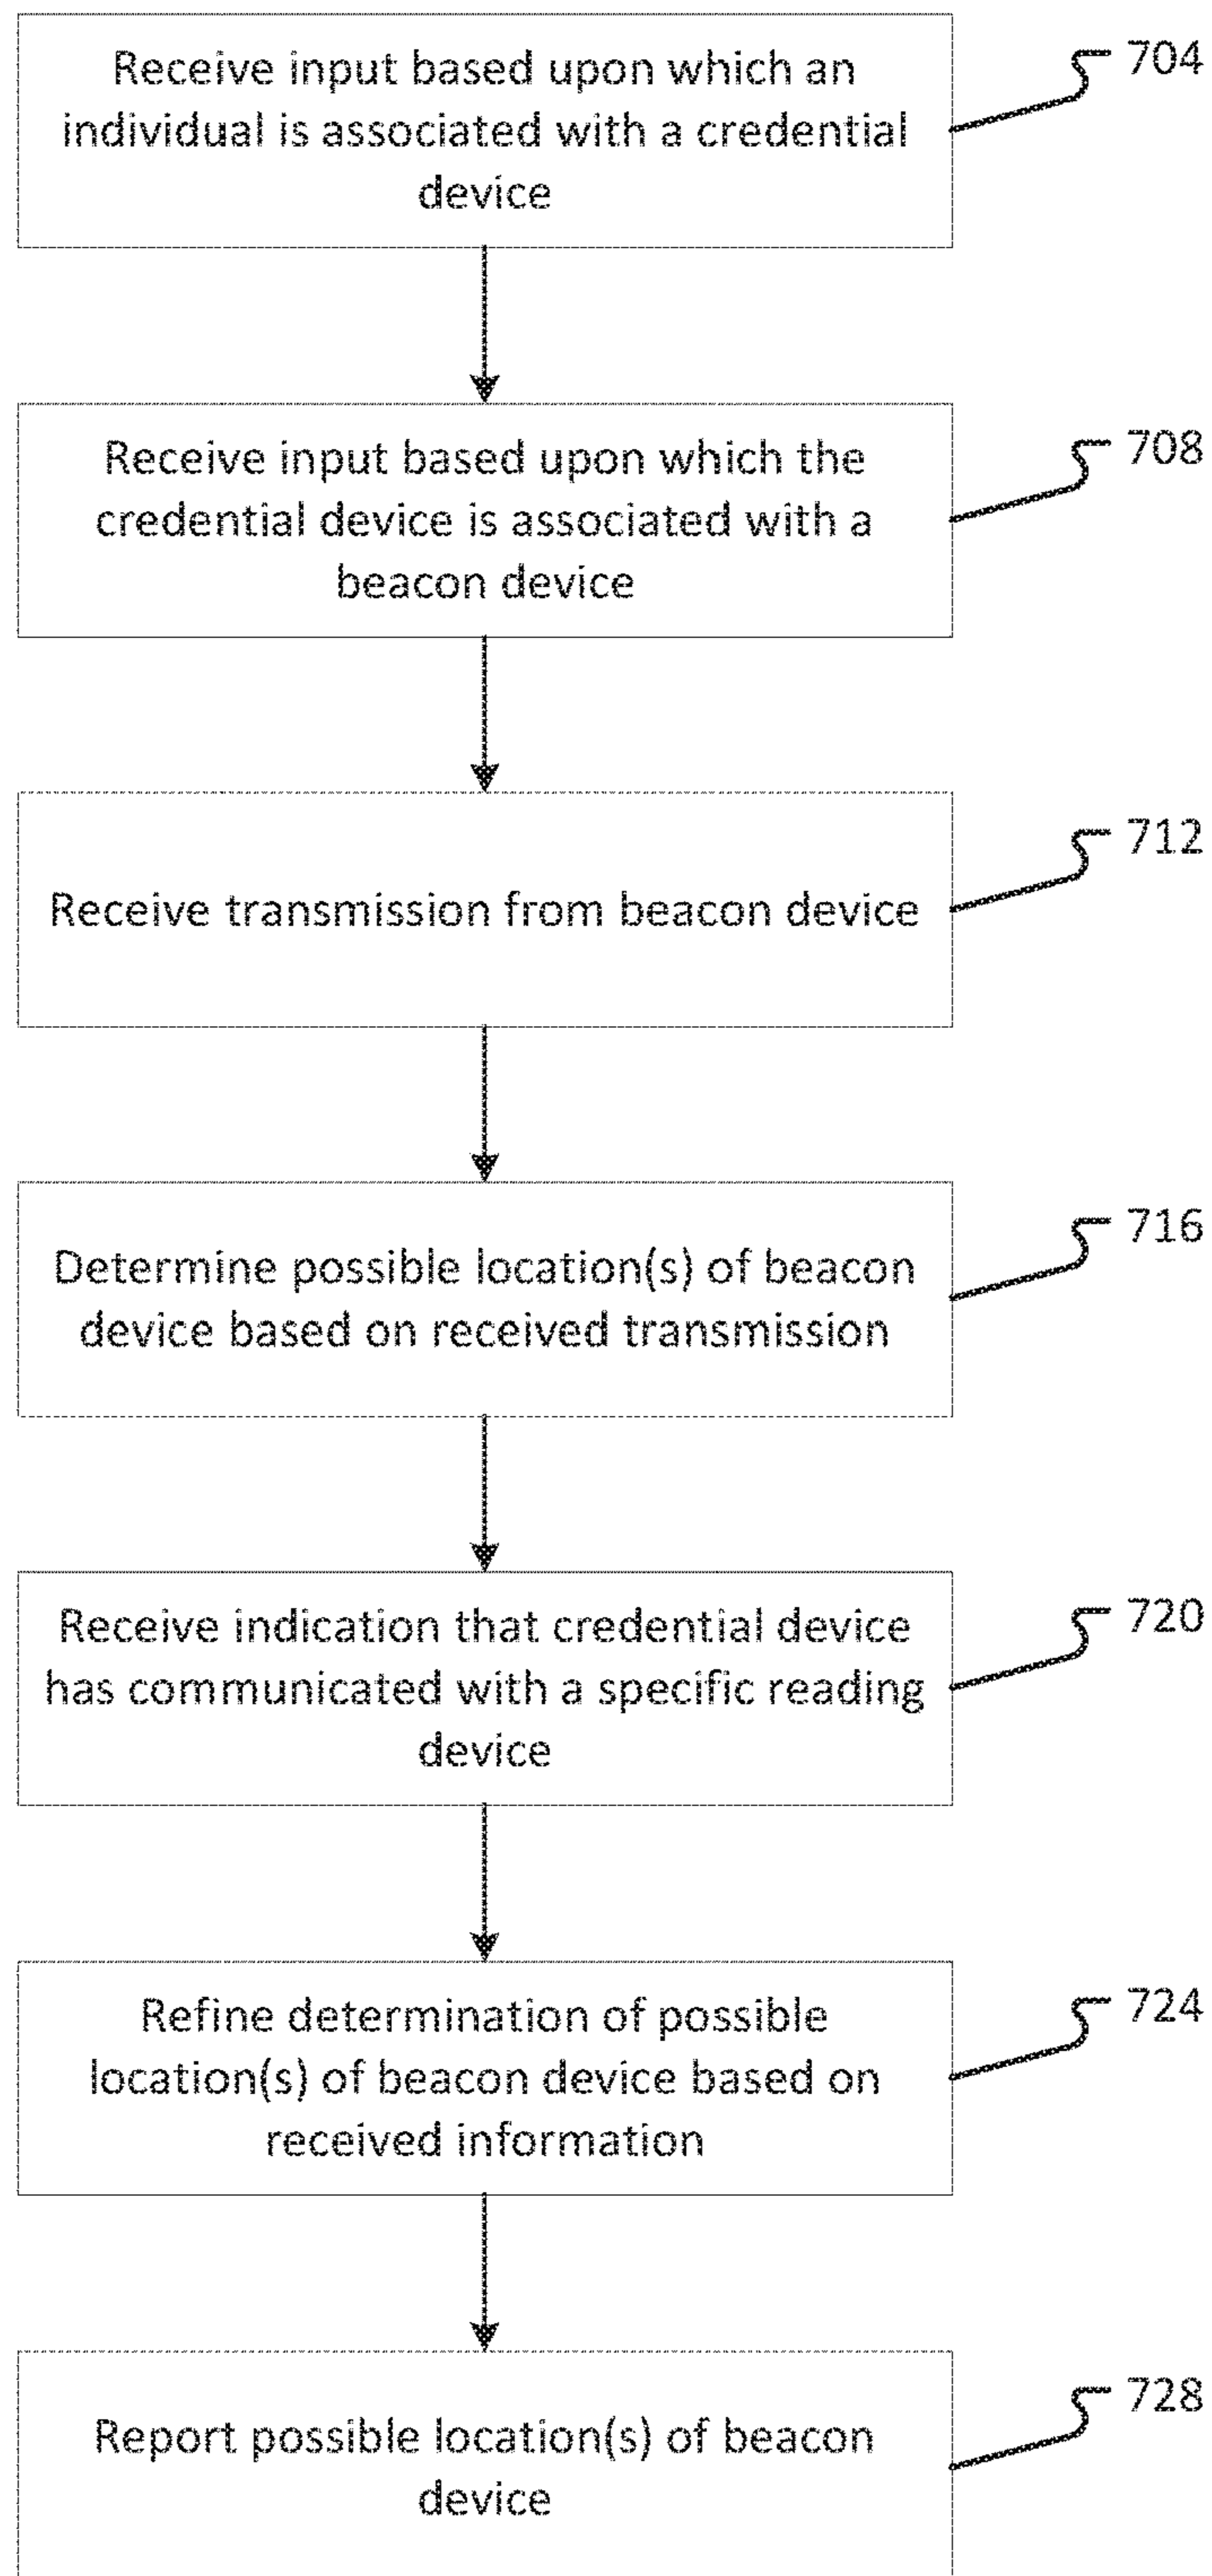 Receive input based upon which an
individual is associated with a credential
device
704
Receive input based upon which the
credential device is associated with a
beacon device
708
Receive transmission from beacon device
712
Determine possible location(s) of beacon
device based on received transmission
716
Receive indication that credential device
has communicated with a specific reading
device
720
Refine determination of possible
location(s) of beacon device based on
received information
724
Report possible location(s) of beacon
device
728